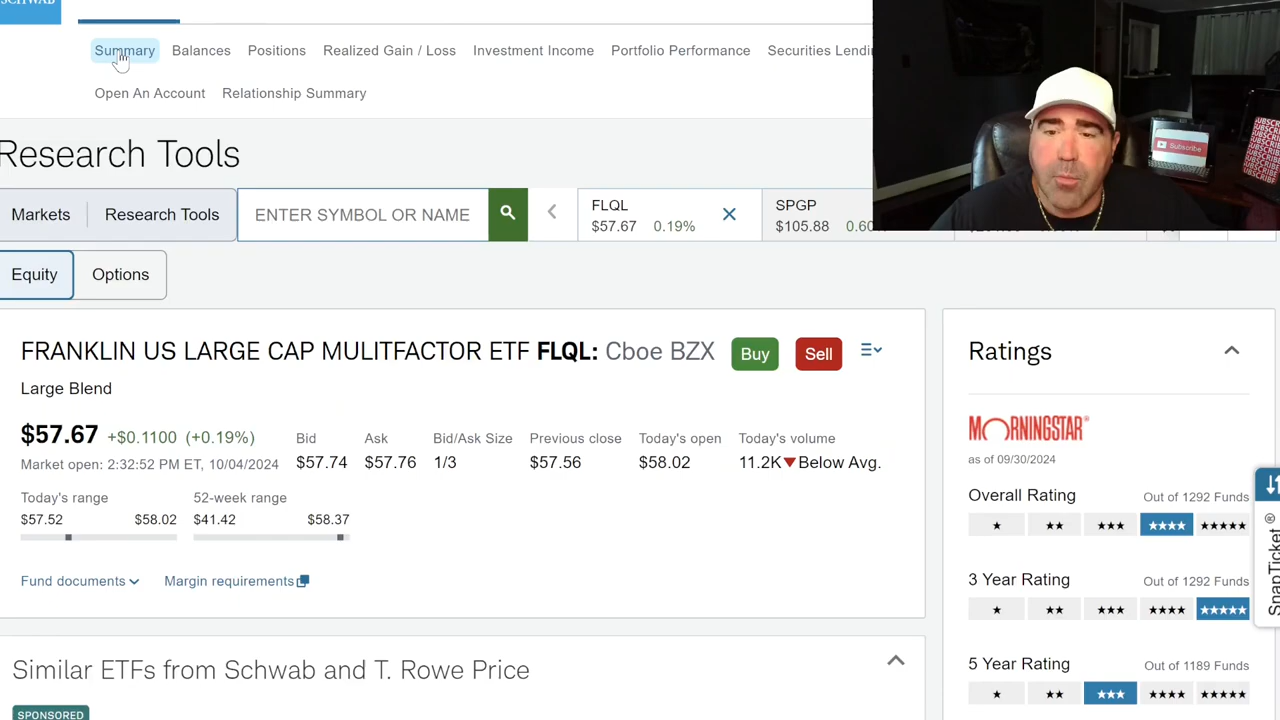 SCHWAB
Summary Balances Positions Realized Gain / Loss Investment Income Portfolio Performance Securities
Open An Account Relationship Summary
Research Tools
Markets Research Tools ENTER SYMBOL OR NAME FLQL SPGP
$57.67 0.19% $105.88
Subscribe
Equity Options
FRANKLIN US LARGE CAP MULITFACTOR ETF FLQL: Cboe BZX Buy Sell
Large Blend
$57.67 +$0.1100 (+0.19%)
Market open: 2:32:52 PM ET, 10/04/2024
Bid Ask Bid/Ask Size Previous close Today's open Today's volume
$57.74 $57.76 1/3 $57.56 $58.02 11.2K Below Avg.
Today's range 52-week range
$57.52 $58.02 $41.42 $58.37
Fund documents Margin requirements
Similar ETFs from Schwab and T. Rowe Price
SPONSORED
Ratings
MORNINGSTAR
as of 09/30/2024
Overall Rating Out of 1292 Funds
★ ★★ ★★★ ★★★★ ★★★★★
3 Year Rating Out of 1292 Funds
★ ★★ ★★★ ★★★★ ★★★★★
5 Year Rating Out of 1189 Funds
★ ★★ ★★★ ★★★★ ★★★★★
SnapTicket ®